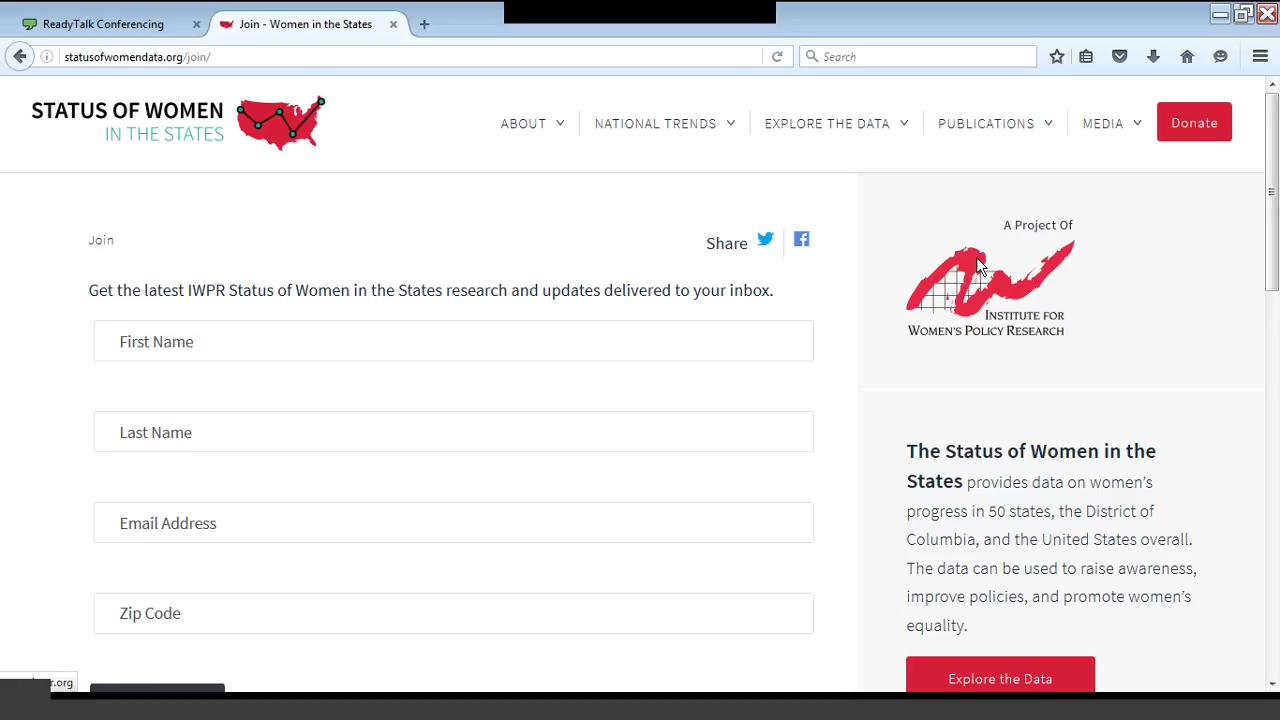 ReadyTalk Conferencing
Join - Women in the States
statusofwomendata.org/join/
Search
STATUS OF WOMEN
IN THE STATES
ABOUT
NATIONAL TRENDS
EXPLORE THE DATA
PUBLICATIONS
MEDIA
Donate
Join
Share
Get the latest IWPR Status of Women in the States research and updates delivered to your inbox.
First Name
Last Name
Email Address
Zip Code
A Project Of
INSTITUTE FOR
WOMEN'S POLICY RESEARCH
The Status of Women in the
States provides data on women’s
progress in 50 states, the District of
Columbia, and the United States overall.
The data can be used to raise awareness,
improve policies, and promote women’s
equality.
Explore the Data